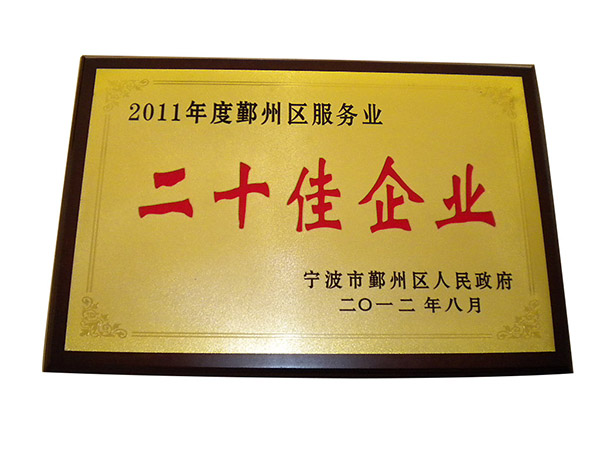 2011年度鄞州区服务业
二十佳企业
宁波市鄞州区人民政府
二〇一二年八月